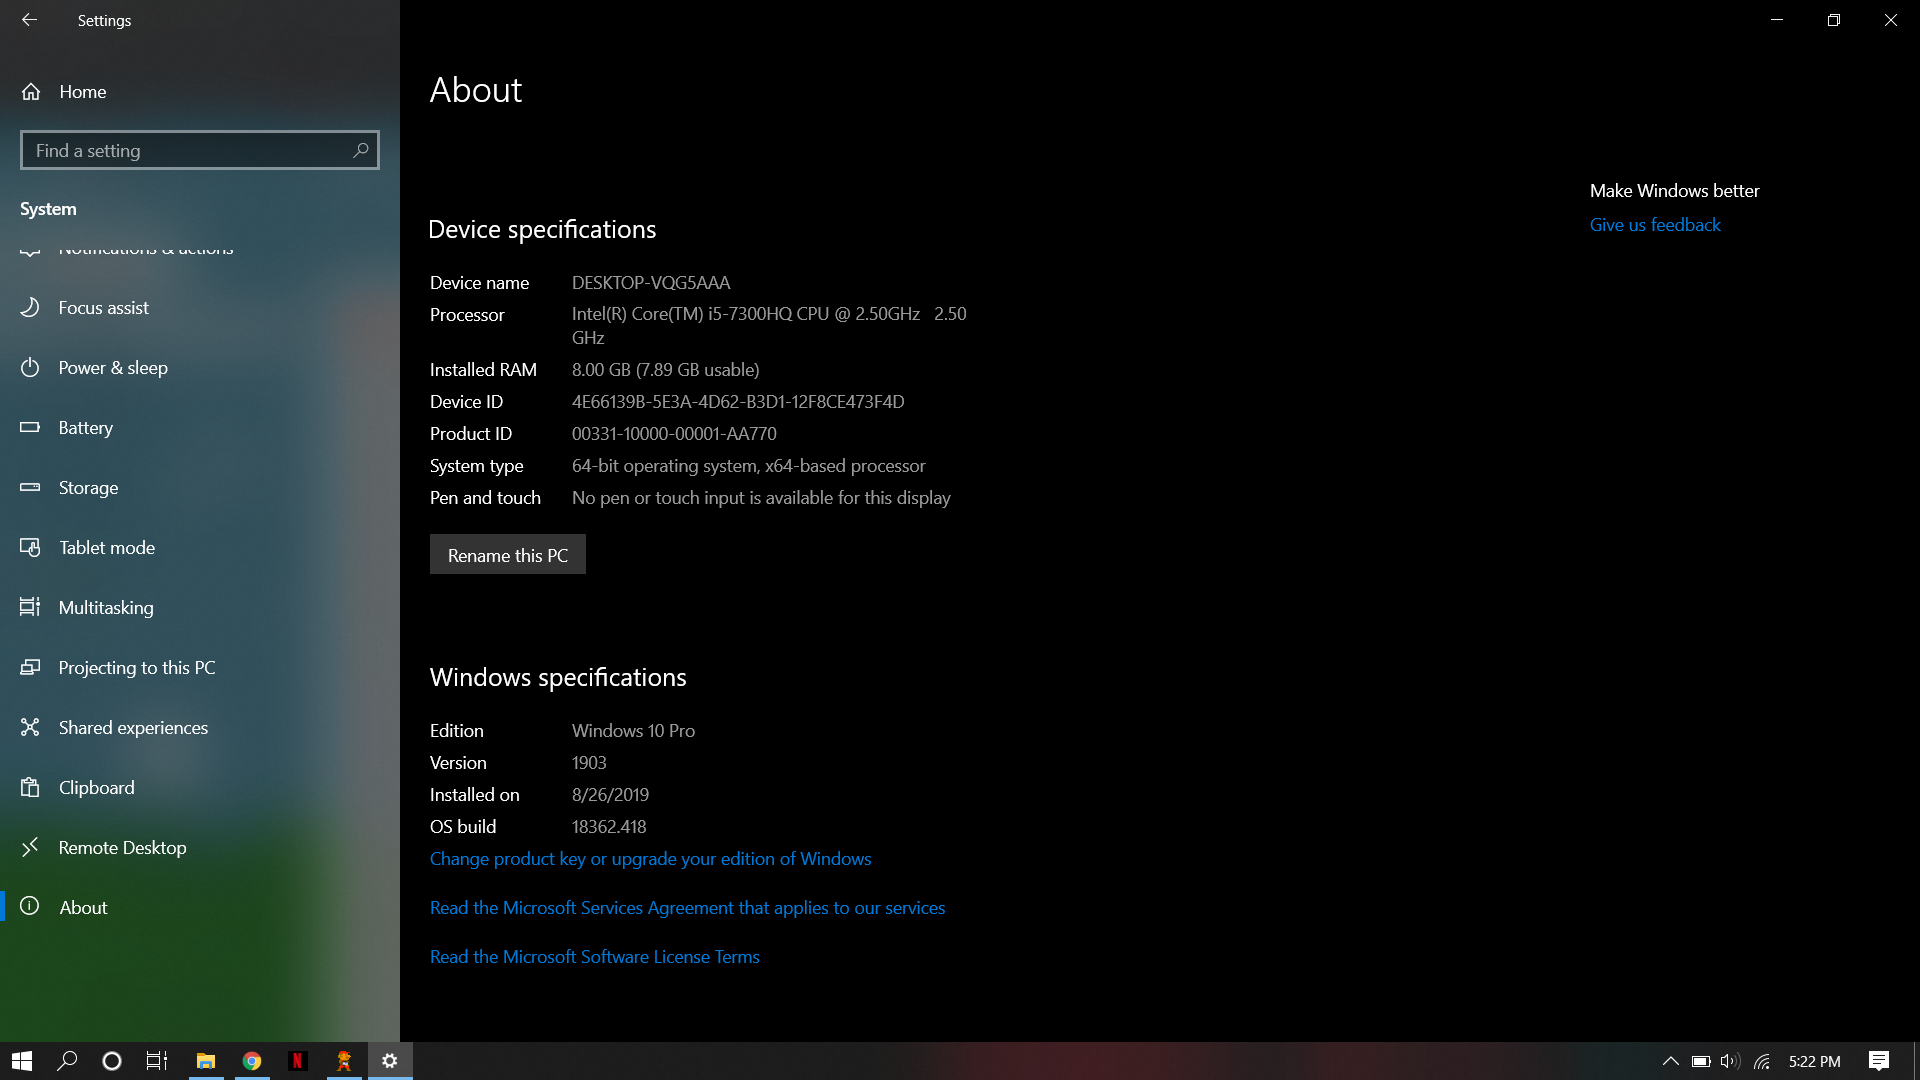 Settings
Home
Find a setting
System
Notifications & actions
Focus assist
Power & sleep
Battery
Storage
Tablet mode
Multitasking
Projecting to this PC
Shared experiences
Clipboard
Remote Desktop
About
About
Device specifications
Device name DESKTOP-VQG5AAA
Processor Intel(R) Core(TM) i5-7300HQ CPU @ 2.50GHz 2.50
GHz
Installed RAM 8.00 GB (7.89 GB usable)
Device ID 4E66139B-5E3A-4D62-B3D1-12F8CE473F4D
Product ID 00331-10000-00001-AA770
System type 64-bit operating system, x64-based processor
Pen and touch No pen or touch input is available for this display
Rename this PC
Windows specifications
Edition Windows 10 Pro
Version 1903
Installed on 8/26/2019
OS build 18362.418
Change product key or upgrade your edition of Windows
Read the Microsoft Services Agreement that applies to our services
Read the Microsoft Software License Terms
Make Windows better
Give us feedback
N
5:22 PM